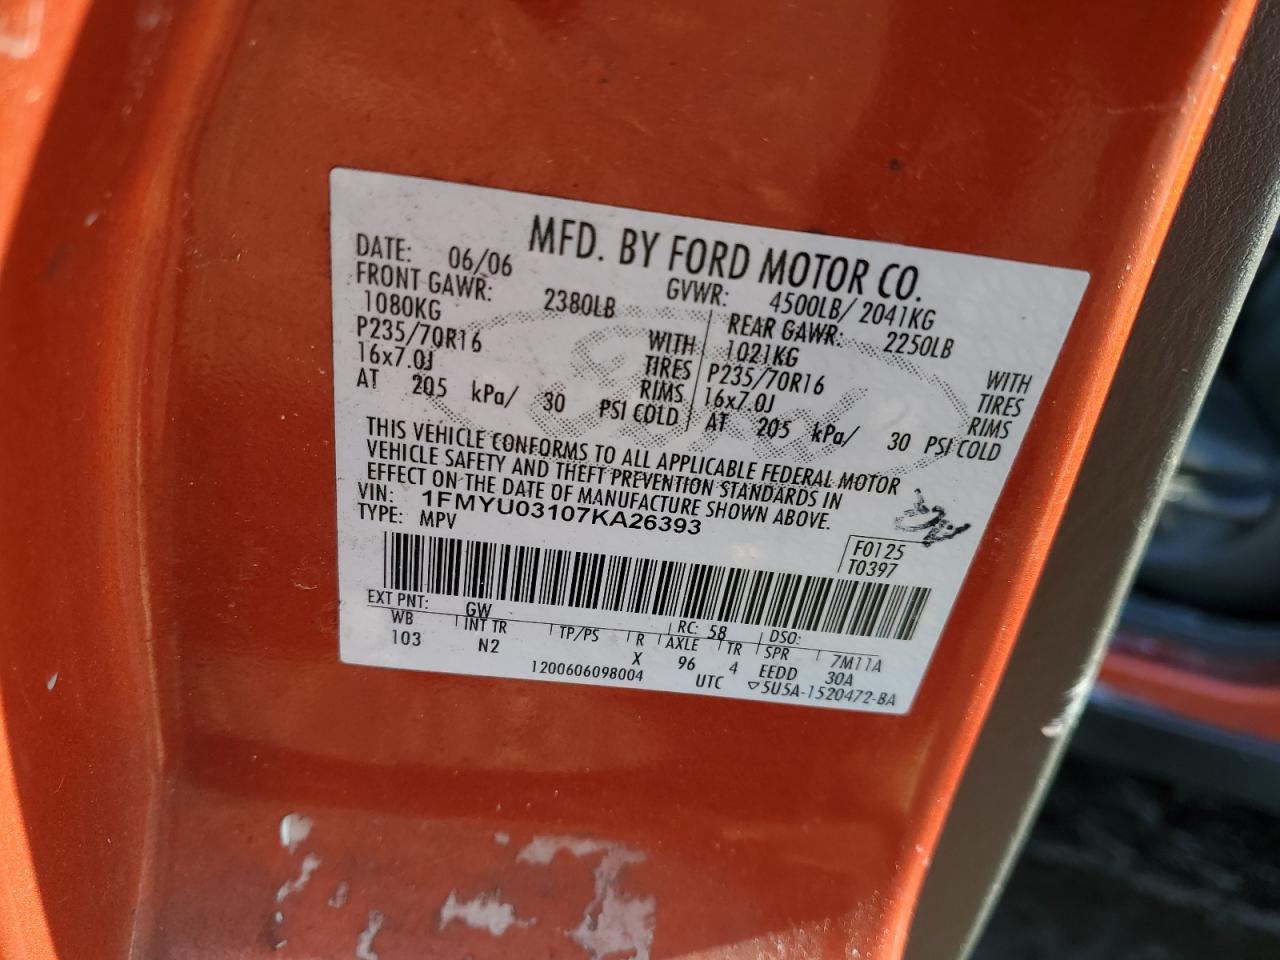 MFD. BY FORD MOTOR CO.
DATE: 06/06 GVWR: 4500LB/ 2041KG
FRONT GAWR: 2380LB REAR GAWR: 2250LB
1080KG WITH 1021KG WITH
P235/70R16 TIRES P235/70R16 TIRES
16x7.0J RIMS 16x7.0J RIMS
AT 205 kPa/ 30 PSI COLD AT 205 kPa/ 30 PSI COLD
THIS VEHICLE CONFORMS TO ALL APPLICABLE FEDERAL MOTOR
VEHICLE SAFETY AND THEFT PREVENTION STANDARDS IN
EFFECT ON THE DATE OF MANUFACTURE SHOWN ABOVE.
VIN: 1FMYU03107KA26393
TYPE: MPV
F0125
T0397
EXT PNT: GW RC: 58 DSO:
WB INT TR TP/PS R AXLE TR SPR 7M11A
103 N2 X 96 4 EEDD 30A
1200606098004 UTC ▽5U5A-1520472-BA